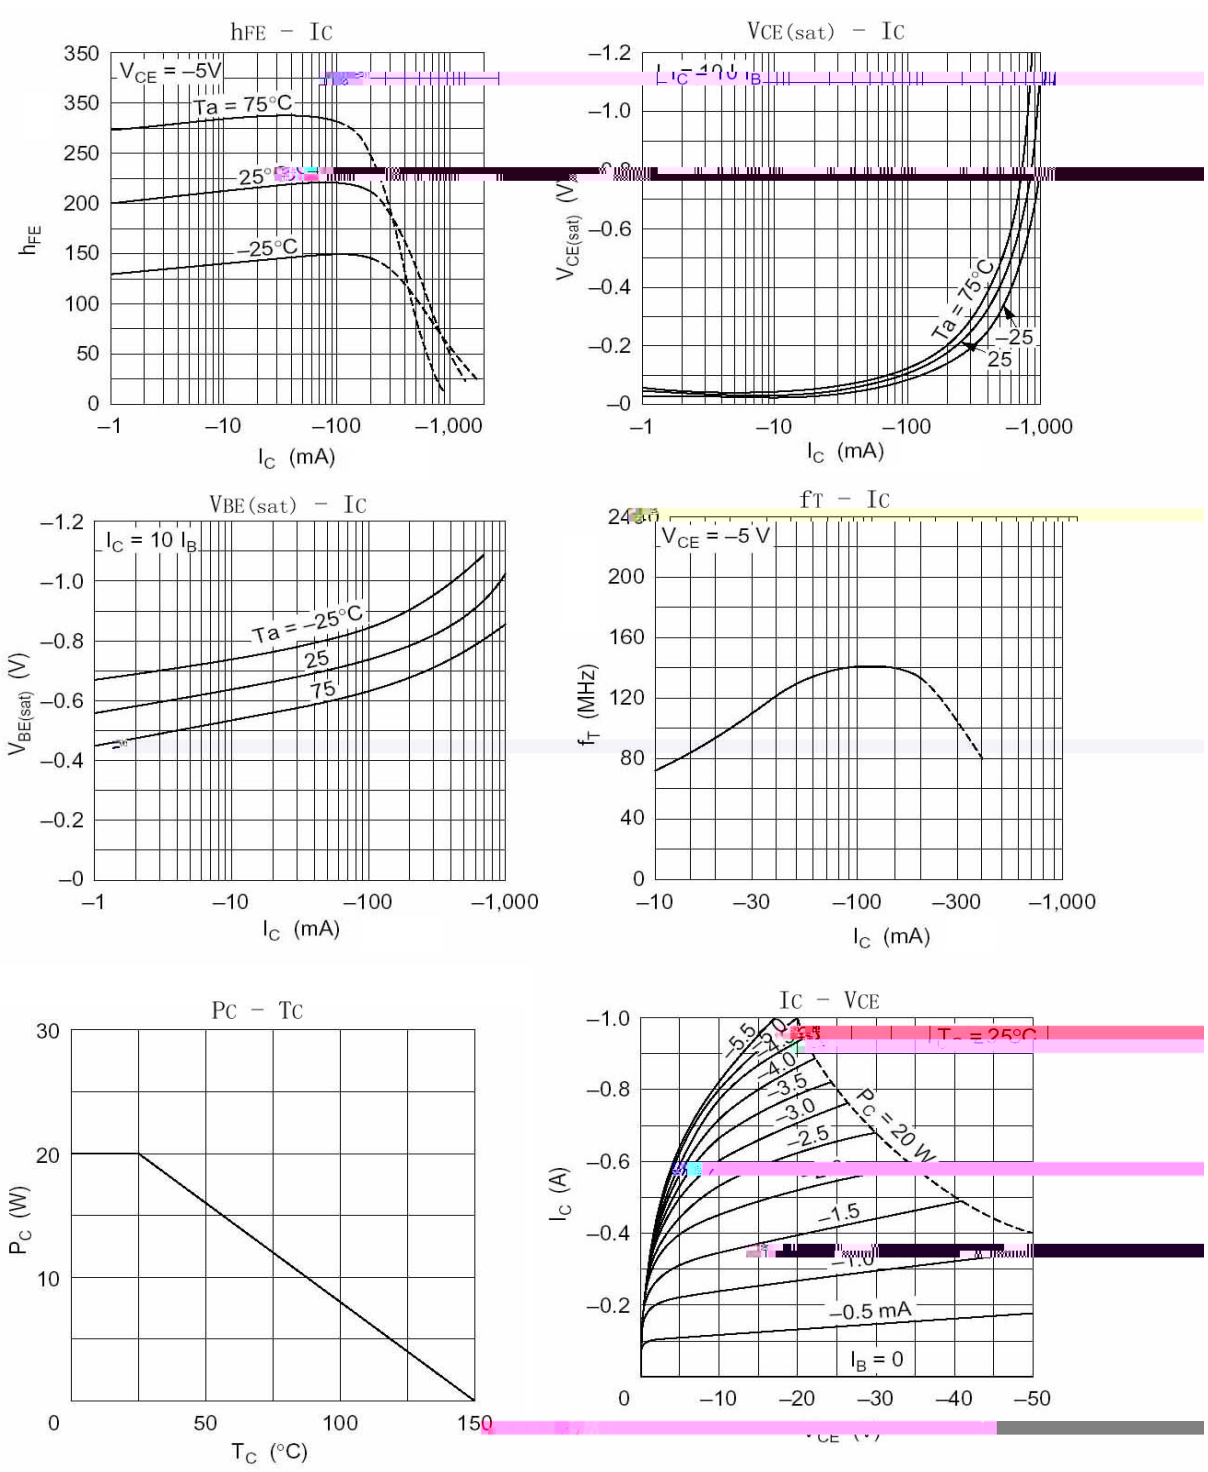 hFE - IC
VCE = –5V
350
350
250
200
150
100
50
0
hFE
Ta = 75°C
25°
–25°C
–1 –10 –100 –1,000
IC (mA)
VCE(sat) - IC
–1.2
–1.0
–0.6
–0.4
–0.2
–0
VCE(sat)
Ta = 75°C
–25
25
–1 –10 –100 –1,000
IC (mA)
VBE(sat) - IC
IC = 10 IB
–1.2
–1.0
–0.8
–0.6
–0.4
–0.2
–0
VBE(sat) (V)
Ta = –25°C
25
75
–1 –10 –100 –1,000
IC (mA)
fT - IC
VCE = –5 V
240
200
160
120
80
40
0
fT (MHz)
–10 –30 –100 –300 –1,000
IC (mA)
PC - TC
30
20
10
PC (W)
0 50 100 150
TC (°C)
IC - VCE
–1.0
–0.8
–0.6
–0.4
–0.2
IC (A)
TC = 25°C
–5.5
–5.0
–4.0
–3.5
–3.0
–2.5
–1.5
–1.0
–0.5 mA
IB = 0
PC = 20 W
0 –10 –20 –30 –40 –50
VCE (V)